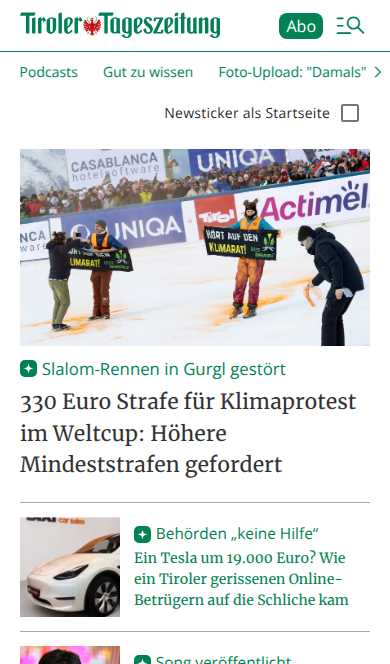 Tiroler Tageszeitung
Abo
Podcasts Gut zu wissen Foto-Upload: "Damals"
Newsticker als Startseite
CASABLANCA
hotelsoftware
UNIQA
UNIQA
Tirol
Actimel
HÖRT AUF DEN
KLIMARAT!
Slalom-Rennen in Gurgl gestört
330 Euro Strafe für Klimaprotest
im Weltcup: Höhere
Mindeststrafen gefordert
Behörden „keine Hilfe“
Ein Tesla um 19.000 Euro? Wie
ein Tiroler gerissenen Online-
Betrügern auf die Schliche kam
Song veröffentlicht